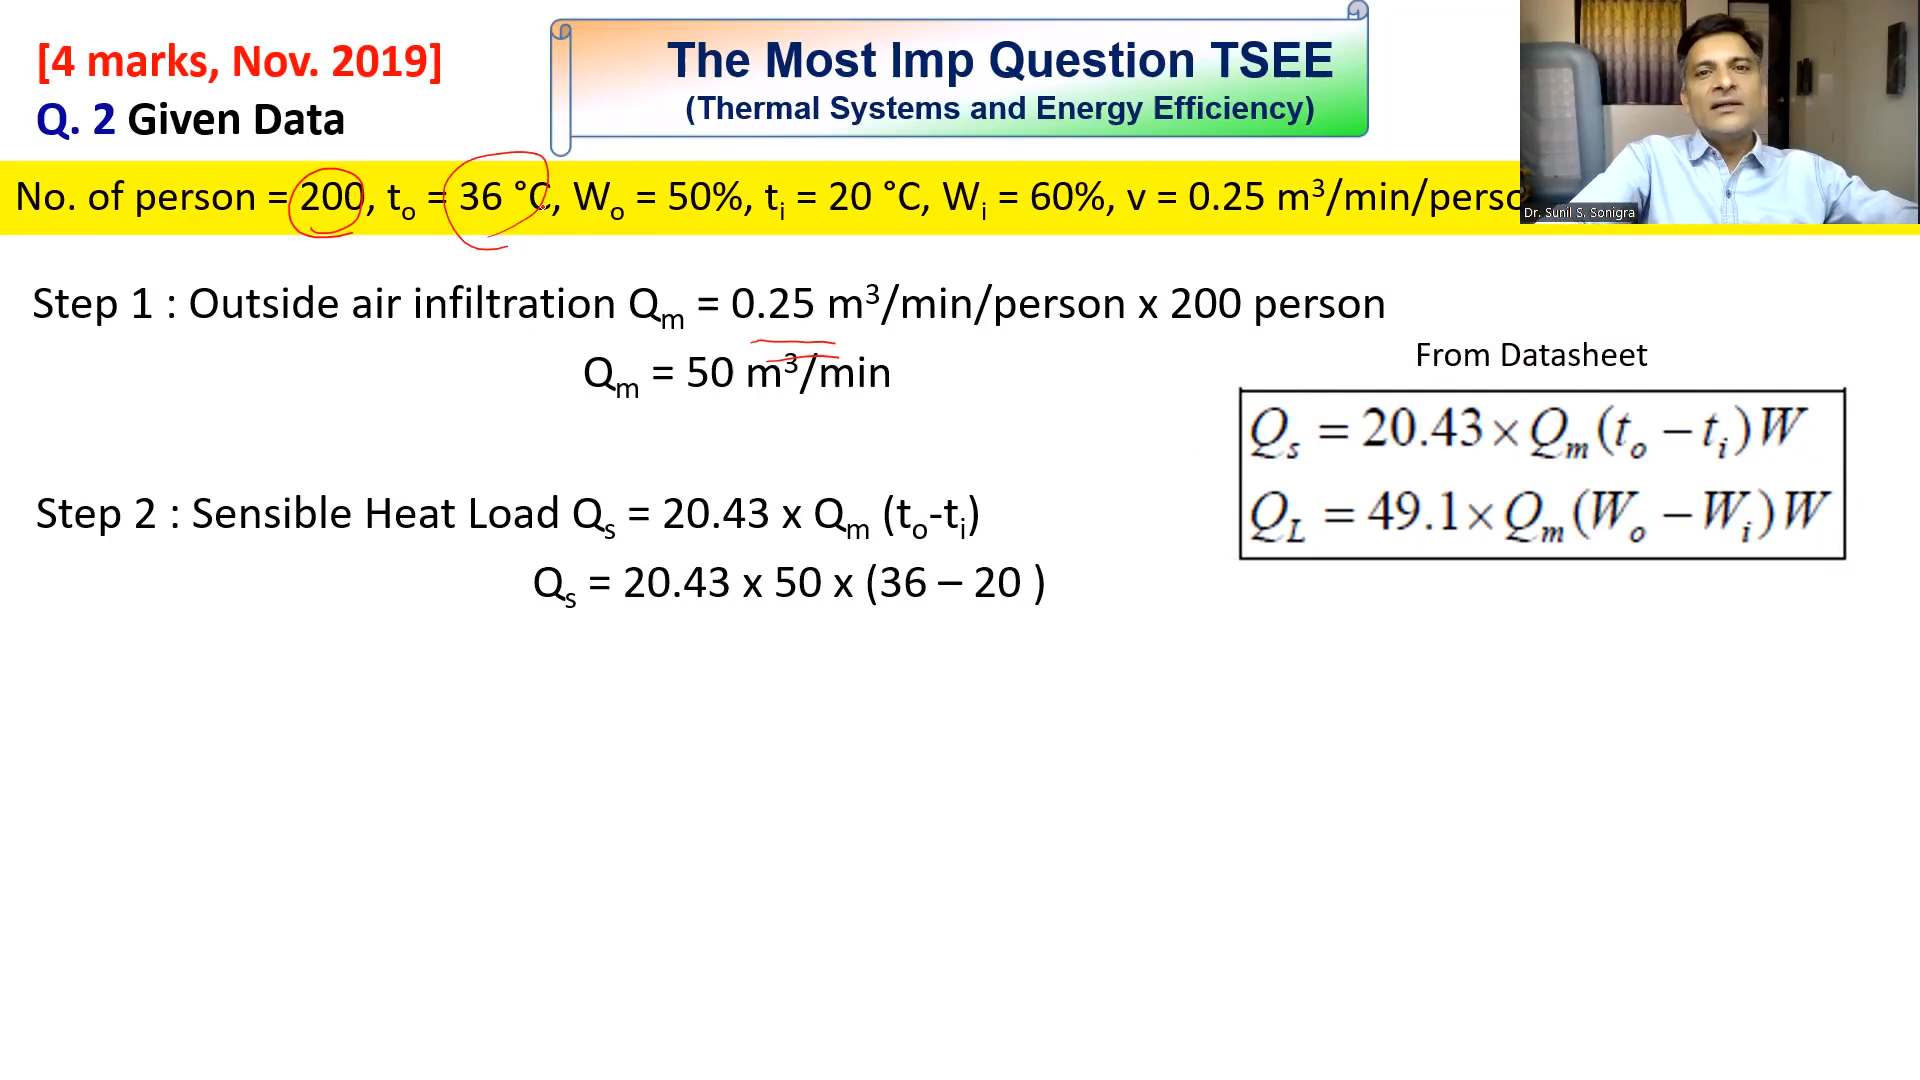 [4 marks, Nov. 2019]
Q. 2 Given Data
The Most Imp Question TSEE
(Thermal Systems and Energy Efficiency)
Dr. Sunil S. Sonigra
No. of person = 200, tₒ = 36 °C, Wₒ = 50%, tᵢ = 20 °C, Wᵢ = 60%, v = 0.25 m³/min/perso
Step 1 : Outside air infiltration Qₘ = 0.25 m³/min/person x 200 person
Qₘ = 50 m³/min
From Datasheet
Qₛ = 20.43 × Qₘ (tₒ − tᵢ) W
Q_L = 49.1 × Qₘ (Wₒ − Wᵢ) W
Step 2 : Sensible Heat Load Qₛ = 20.43 x Qₘ (tₒ-tᵢ)
Qₛ = 20.43 x 50 x (36 – 20 )